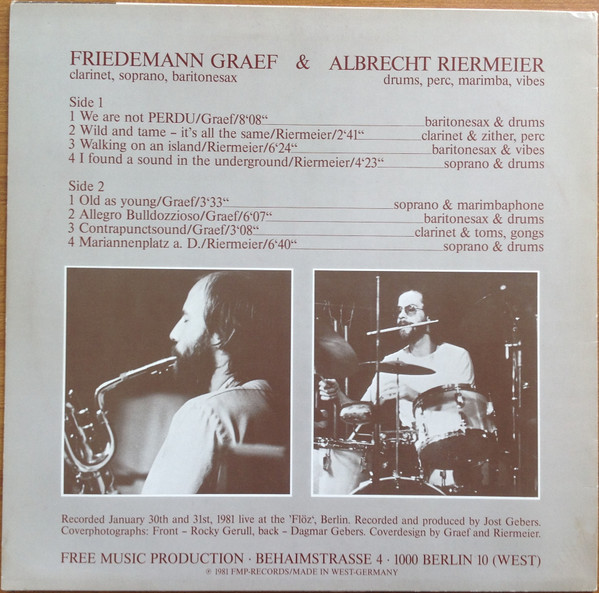 FRIEDEMANN GRAEF & ALBRECHT RIERMEIER
clarinet, soprano, baritonesax drums, perc, marimba, vibes
Side 1
1 We are not PERDU/Graef/8‘08“ baritonesax & drums
2 Wild and tame – it's all the same/Riermeier/2‘41“ clarinet & zither, perc
3 Walking on an island/Riermeier/6‘24“ baritonesax & vibes
4 I found a sound in the underground/Riermeier/4‘23“ soprano & drums
Side 2
1 Old as young/Graef/3‘33“ soprano & marimbaphone
2 Allegro Bulldozzioso/Graef/6‘07“ baritonesax & drums
3 Contrapunctsound/Graef/3‘08“ clarinet & toms, gongs
4 Mariannenplatz a. D./Riermeier/6‘40“ soprano & drums
Recorded January 30th and 31st, 1981 live at the 'Flöz‘, Berlin. Recorded and produced by Jost Gebers.
Coverphotographs: Front – Rocky Gerull, back – Dagmar Gebers. Coverdesign by Graef and Riermeier.
FREE MUSIC PRODUCTION · BEHAIMSTRASSE 4 · 1000 BERLIN 10 (WEST)
℗ 1981 FMP-RECORDS/MADE IN WEST-GERMANY